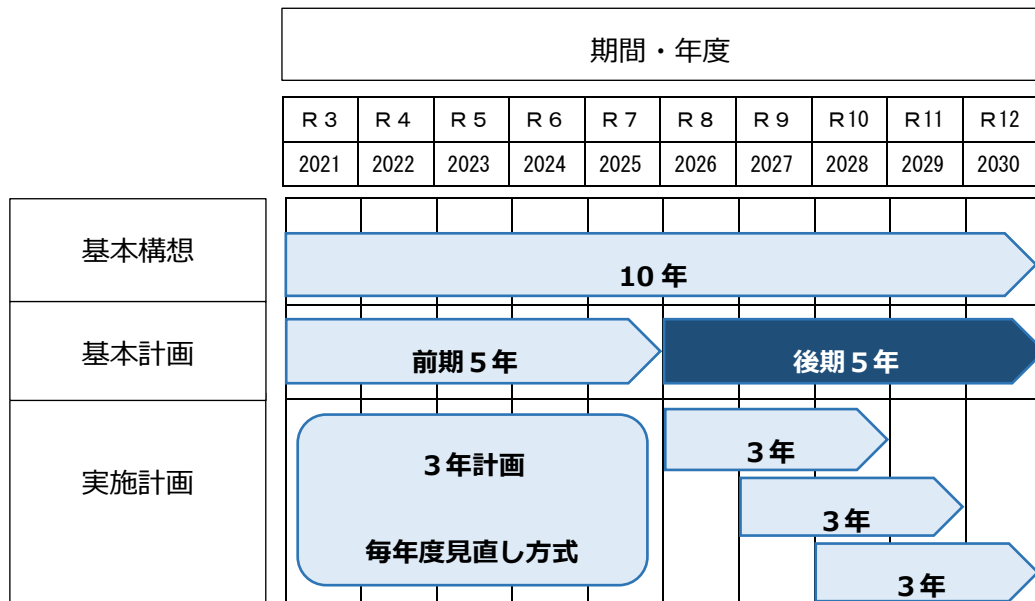 期間・年度
Ｒ３ Ｒ４ Ｒ５ Ｒ６ Ｒ７ Ｒ８ Ｒ９ Ｒ10 Ｒ11 Ｒ12
2021 2022 2023 2024 2025 2026 2027 2028 2029 2030
基本構想
10 年
基本計画
前期５年 後期５年
実施計画
３年計画
毎年度見直し方式
３年
３年
３年